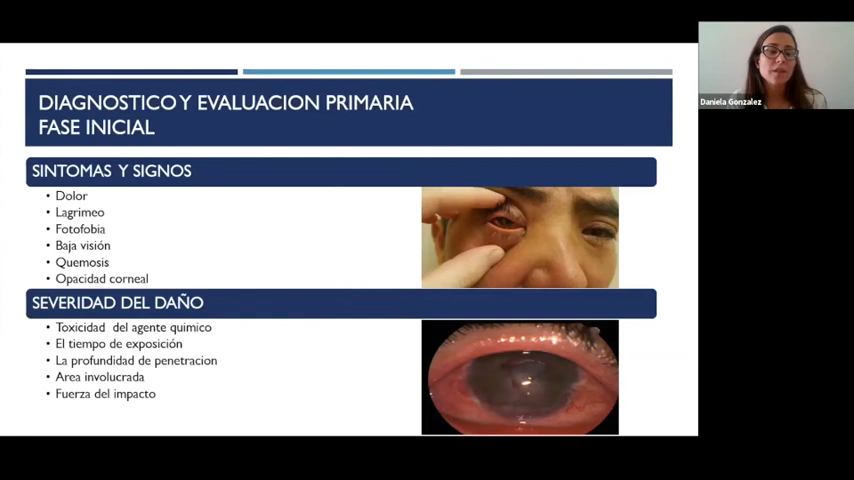 DIAGNOSTICO Y EVALUACION PRIMARIA
FASE INICIAL
SINTOMAS Y SIGNOS
• Dolor
• Lagrimeo
• Fotofobia
• Baja visión
• Quemosis
• Opacidad corneal
SEVERIDAD DEL DAÑO
• Toxicidad del agente quimico
• El tiempo de exposición
• La profundidad de penetracion
• Area involucrada
• Fuerza del impacto
Daniela Gonzalez